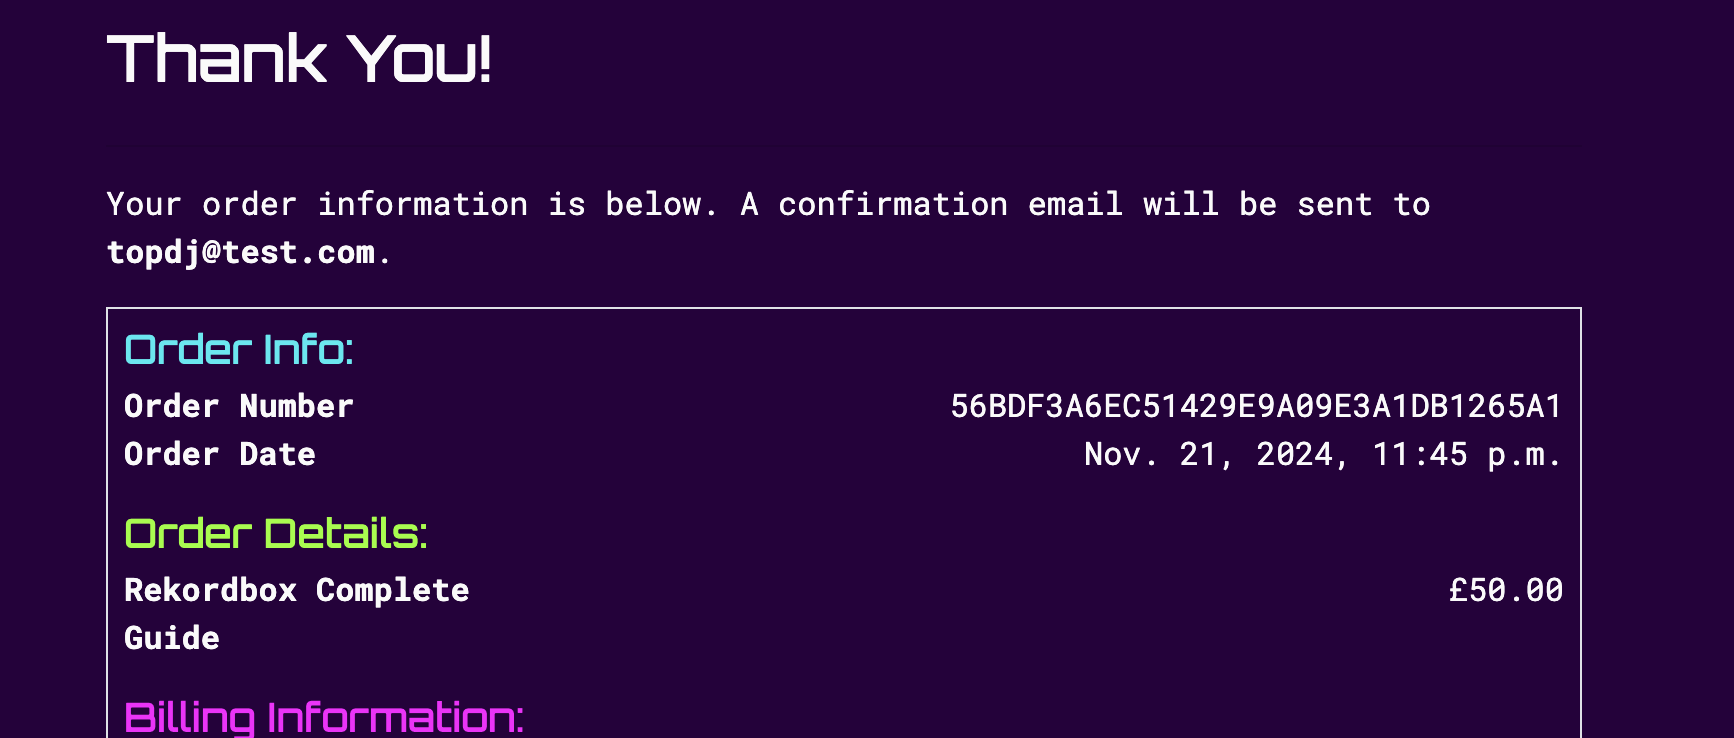 Thank You!
Your order information is below. A confirmation email will be sent to
topdj@test.com.
Order Info:
Order Number 56BDF3A6EC51429E9A09E3A1DB1265A1
Order Date Nov. 21, 2024, 11:45 p.m.
Order Details:
Rekordbox Complete £50.00
Guide
Billing Information: